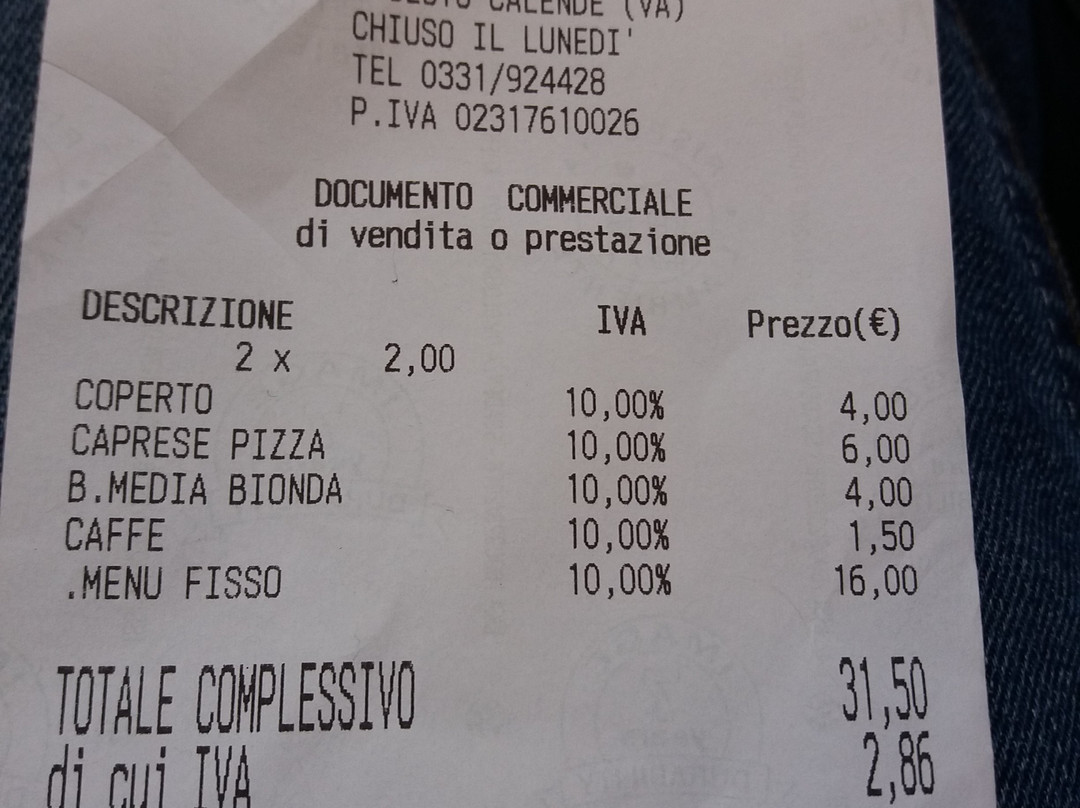 CALENDE (VA)
CHIUSO IL LUNEDI'
TEL 0331/924428
P.IVA 02317610026
DOCUMENTO COMMERCIALE
di vendita o prestazione
DESCRIZIONE IVA Prezzo(€)
2 x 2,00
COPERTO 10,00% 4,00
CAPRESE PIZZA 10,00% 6,00
B.MEDIA BIONDA 10,00% 4,00
CAFFE 10,00% 1,50
.MENU FISSO 10,00% 16,00
TOTALE COMPLESSIVO 31,50
di cui IVA 2,86